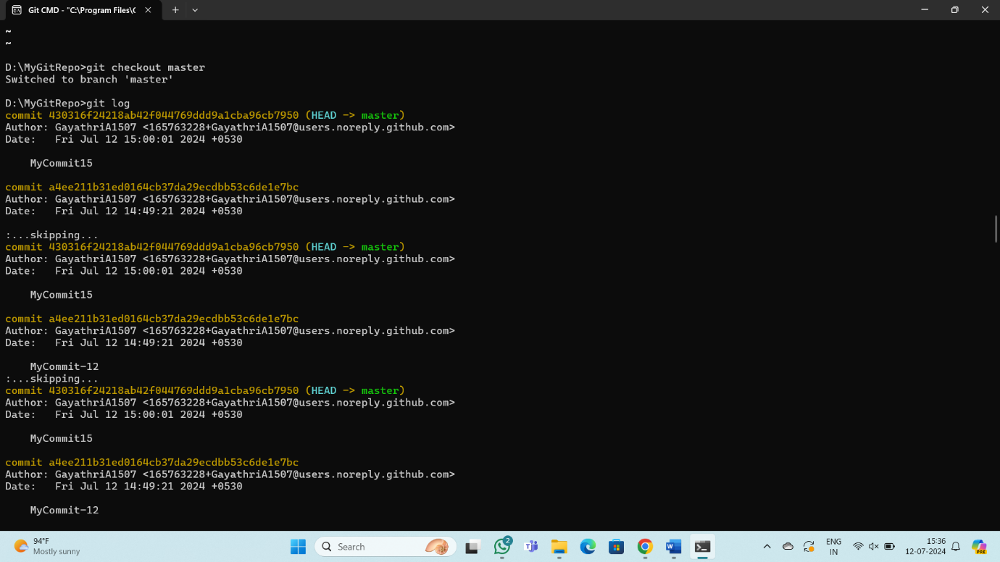 Git CMD - "C:\Program Files\G
~
~
D:\MyGitRepo>git checkout master
Switched to branch 'master'
D:\MyGitRepo>git log
commit 430316f24218ab42f044769ddd9a1cba96cb7950 (HEAD -> master)
Author: GayathriA1507 <165763228+GayathriA1507@users.noreply.github.com>
Date:   Fri Jul 12 15:00:01 2024 +0530
    MyCommit15
commit a4ee211b31ed0164cb37da29ecdbb53c6de1e7bc
Author: GayathriA1507 <165763228+GayathriA1507@users.noreply.github.com>
Date:   Fri Jul 12 14:49:21 2024 +0530
:...skipping...
commit 430316f24218ab42f044769ddd9a1cba96cb7950 (HEAD -> master)
Author: GayathriA1507 <165763228+GayathriA1507@users.noreply.github.com>
Date:   Fri Jul 12 15:00:01 2024 +0530
    MyCommit15
commit a4ee211b31ed0164cb37da29ecdbb53c6de1e7bc
Author: GayathriA1507 <165763228+GayathriA1507@users.noreply.github.com>
Date:   Fri Jul 12 14:49:21 2024 +0530
    MyCommit-12
:...skipping...
commit 430316f24218ab42f044769ddd9a1cba96cb7950 (HEAD -> master)
Author: GayathriA1507 <165763228+GayathriA1507@users.noreply.github.com>
Date:   Fri Jul 12 15:00:01 2024 +0530
    MyCommit15
commit a4ee211b31ed0164cb37da29ecdbb53c6de1e7bc
Author: GayathriA1507 <165763228+GayathriA1507@users.noreply.github.com>
Date:   Fri Jul 12 14:49:21 2024 +0530
    MyCommit-12
94°F
Mostly sunny
Search
2
ENG
IN
15:36
12-07-2024
PRE